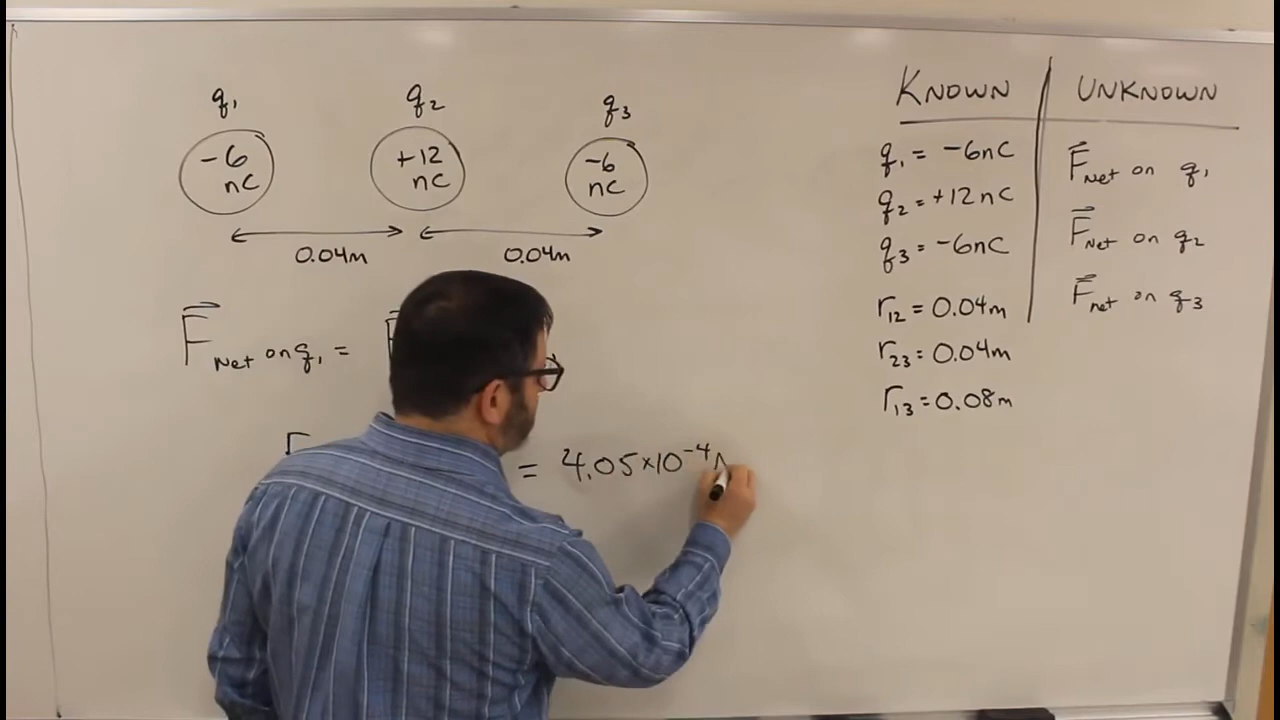 q₁ q₂ q₃
-6 nC
+12 nC
-6 nC
0.04m 0.04m
F⃗ Net on q₁ =
= 4.05×10⁻⁴
KNOWN UNKNOWN
q₁ = -6nC
q₂ = +12nC
q₃ = -6nC
r₁₂ = 0.04m
r₂₃ = 0.04m
r₁₃ = 0.08m
F⃗ Net on q₁
F⃗ Net on q₂
F⃗ net on q₃